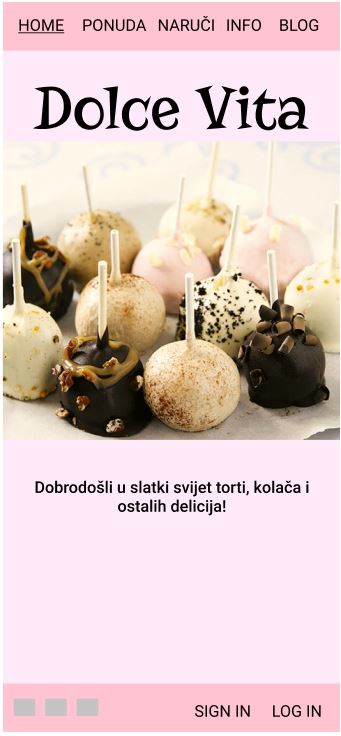 HOME PONUDA NARUČI INFO BLOG
Dolce Vita
Dobrodošli u slatki svijet torti, kolača i
ostalih delicija!
SIGN IN LOG IN